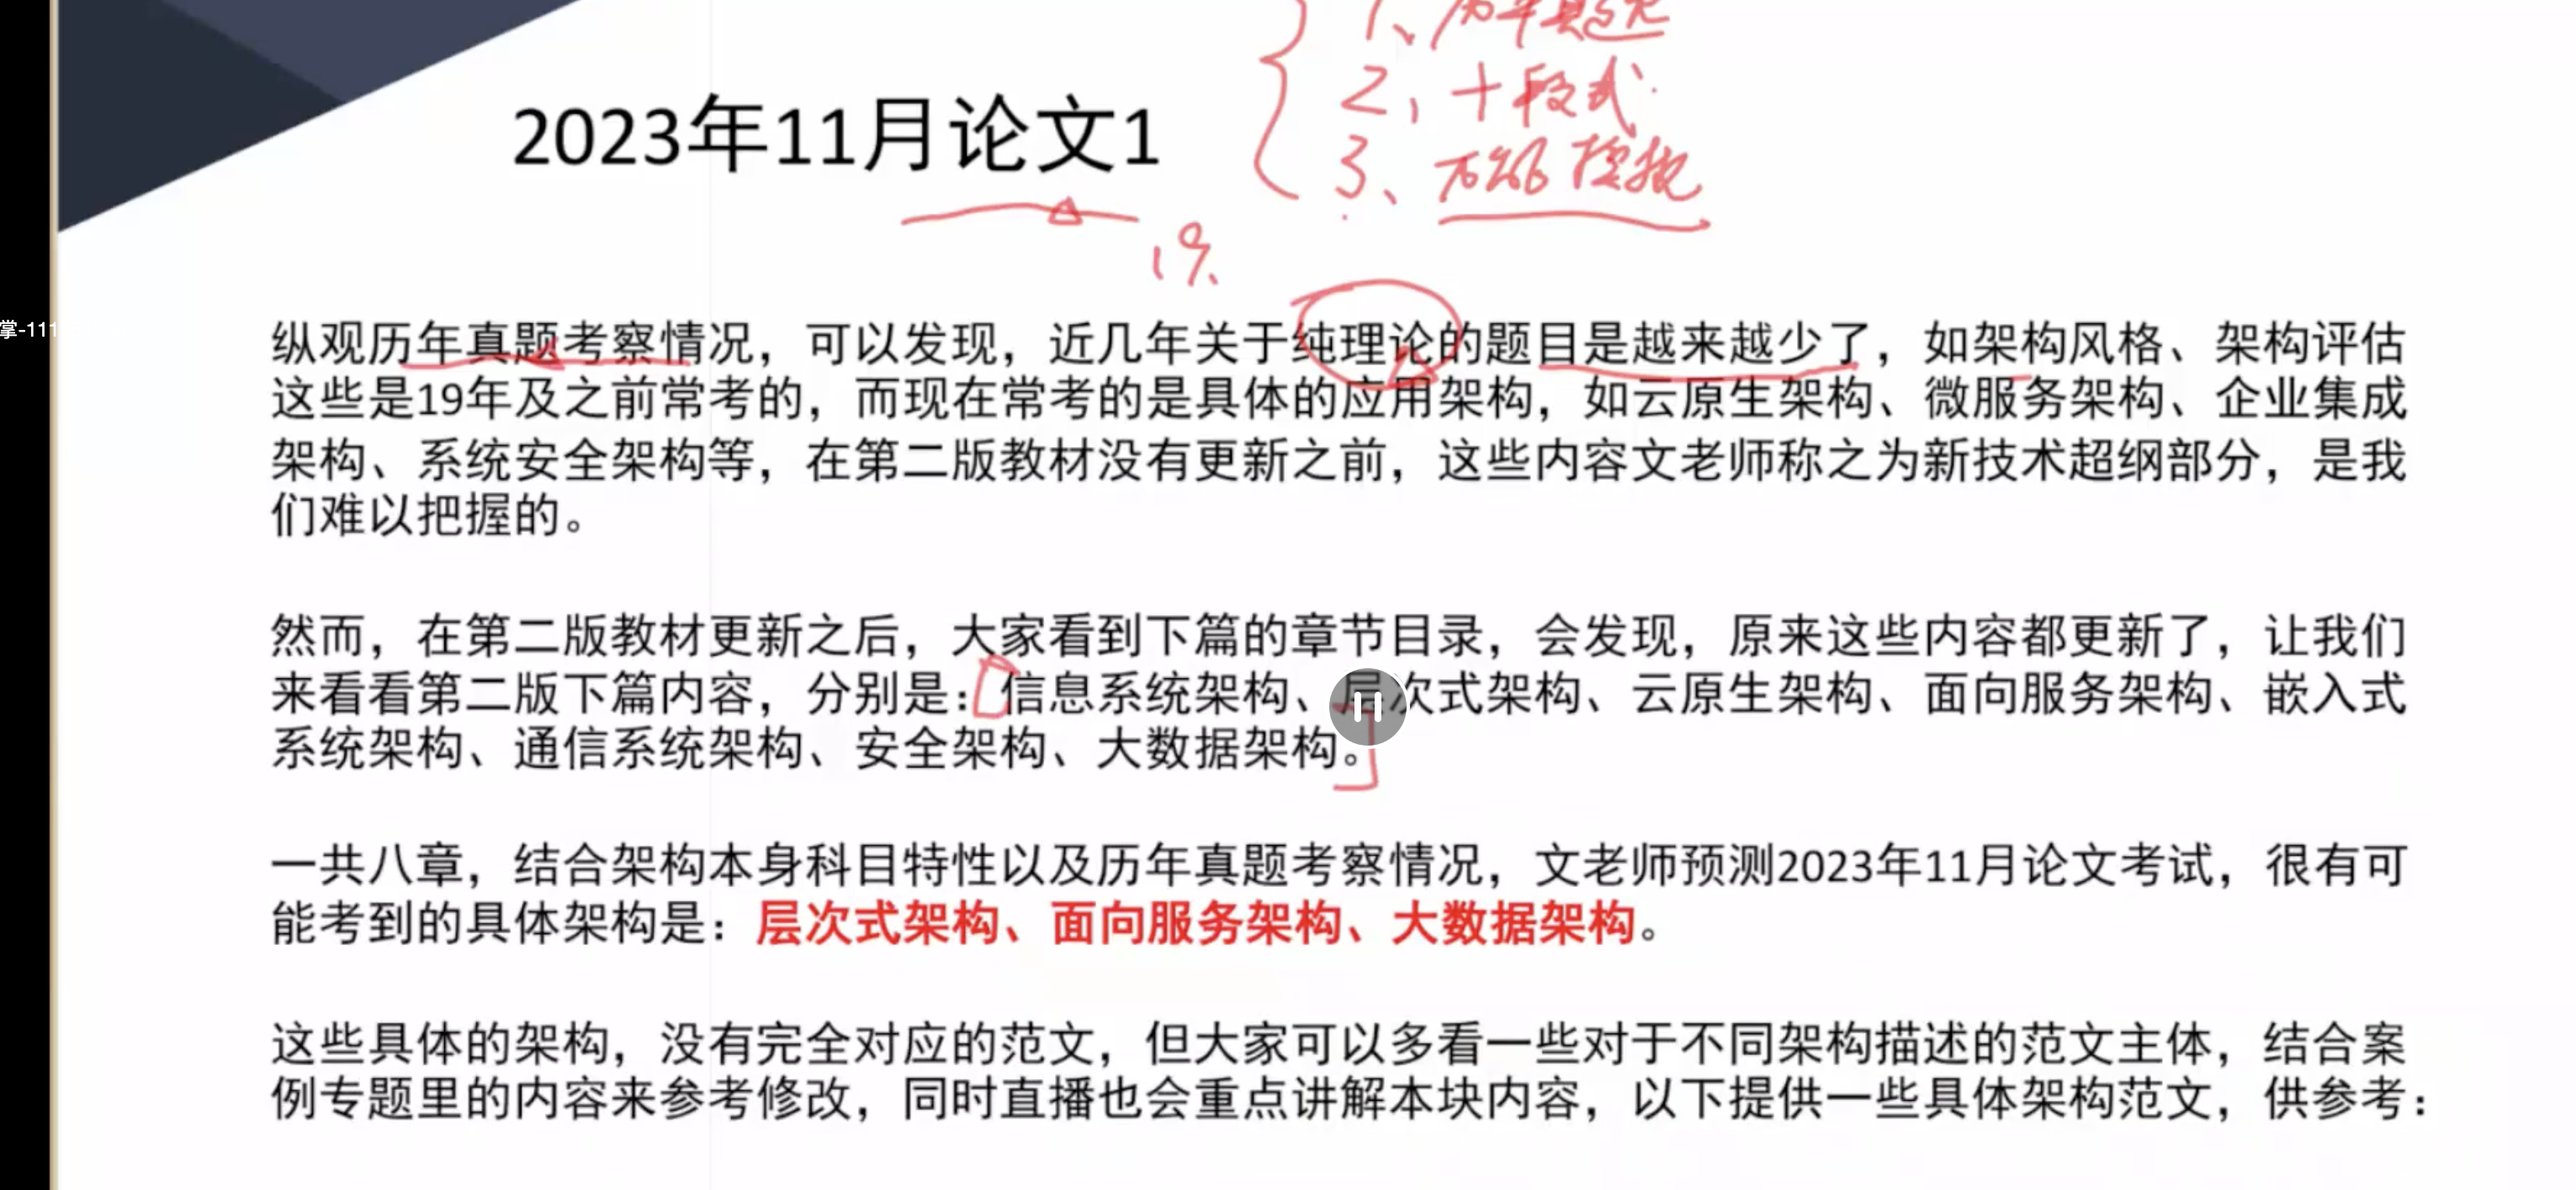 1、历年真题
2、十段式
3、
2023年11月论文1
19、
掌-111
纵观历年真题考察情况，可以发现，近几年关于纯理论的题目是越来越少了，如架构风格、架构评估
这些是19年及之前常考的，而现在常考的是具体的应用架构，如云原生架构、微服务架构、企业集成
架构、系统安全架构等，在第二版教材没有更新之前，这些内容文老师称之为新技术超纲部分，是我
们难以把握的。
然而，在第二版教材更新之后，大家看到下篇的章节目录，会发现，原来这些内容都更新了，让我们
来看看第二版下篇内容，分别是：信息系统架构、层次式架构、云原生架构、面向服务架构、嵌入式
系统架构、通信系统架构、安全架构、大数据架构。
一共八章，结合架构本身科目特性以及历年真题考察情况，文老师预测2023年11月论文考试，很有可
能考到的具体架构是：层次式架构、面向服务架构、大数据架构。
这些具体的架构，没有完全对应的范文，但大家可以多看一些对于不同架构描述的范文主体，结合案
例专题里的内容来参考修改，同时直播也会重点讲解本块内容，以下提供一些具体架构范文，供参考：